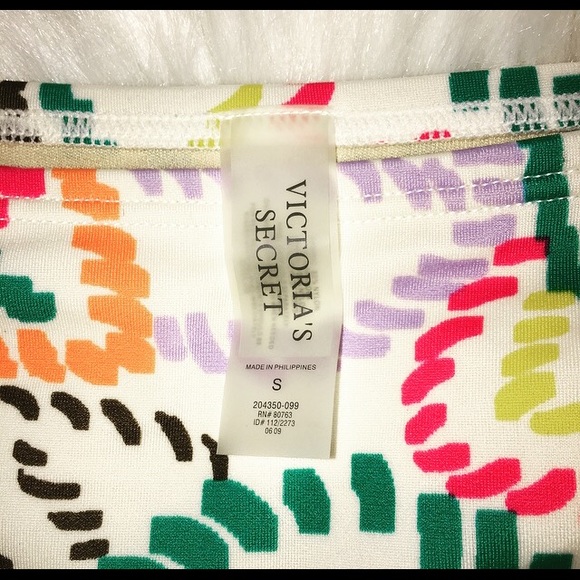 VICTORIA'S
SECRET
MADE IN PHILIPPINES
S
204350-099
RN# 80763
ID# 112/2273
06 09